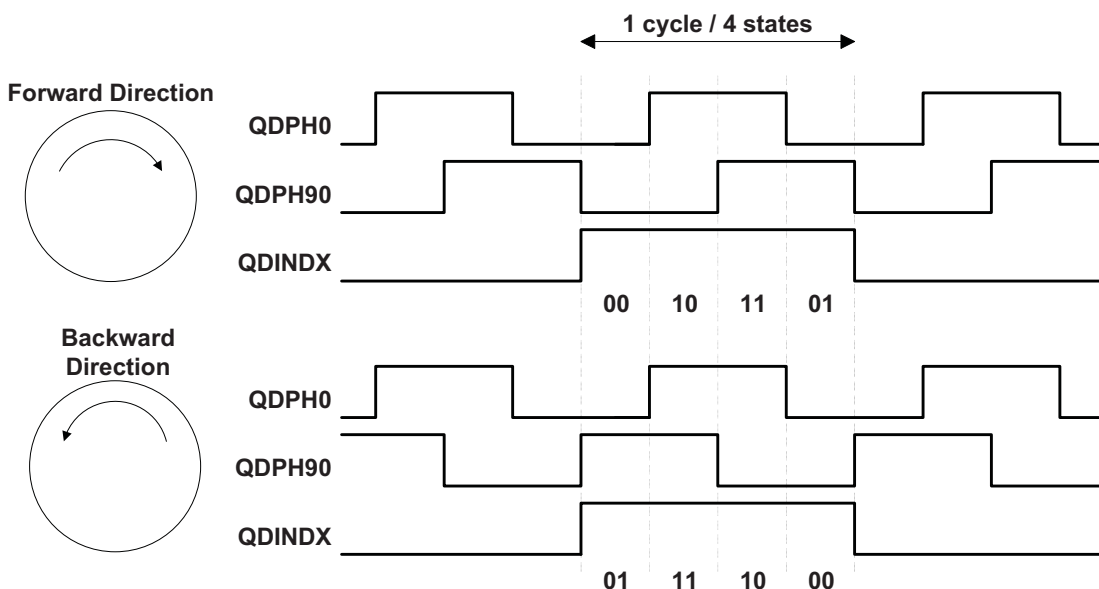 1 cycle / 4 states
Forward Direction
QDPH0
QDPH90
QDINDX
00 10 11 01
Backward
Direction
QDPH0
QDPH90
QDINDX
01 11 10 00